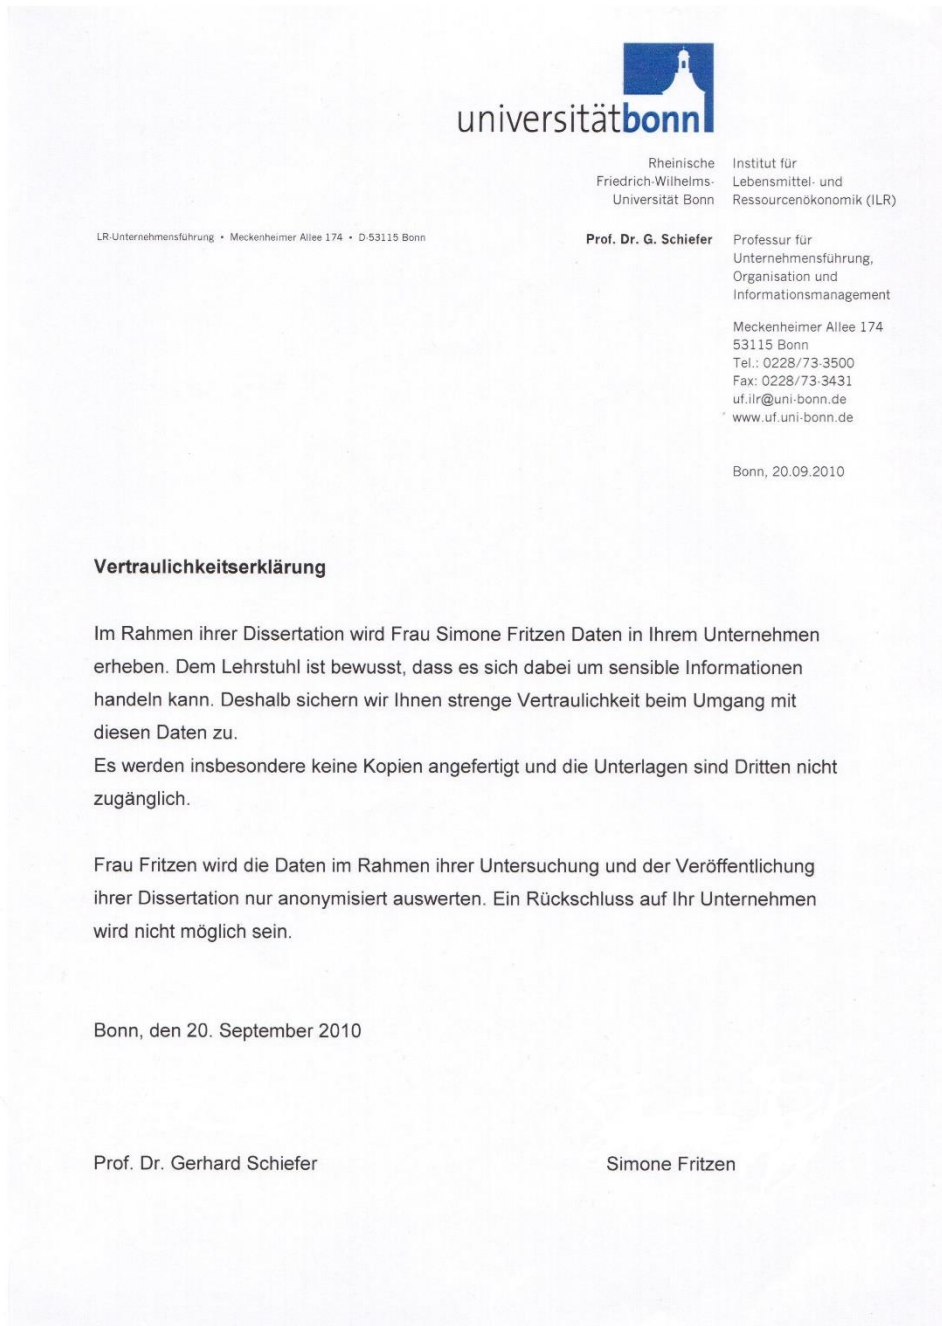 universitätbonn
Rheinische
Friedrich-Wilhelms-
Universität Bonn
Institut für
Lebensmittel- und
Ressourcenökonomik (ILR)
LR-Unternehmensführung • Meckenheimer Allee 174 • D-53115 Bonn
Prof. Dr. G. Schiefer
Professur für
Unternehmensführung,
Organisation und
Informationsmanagement
Meckenheimer Allee 174
53115 Bonn
Tel.: 0228/73-3500
Fax: 0228/73-3431
uf.ilr@uni-bonn.de
www.uf.uni-bonn.de
Bonn, 20.09.2010
Vertraulichkeitserklärung
Im Rahmen ihrer Dissertation wird Frau Simone Fritzen Daten in Ihrem Unternehmen
erheben. Dem Lehrstuhl ist bewusst, dass es sich dabei um sensible Informationen
handeln kann. Deshalb sichern wir Ihnen strenge Vertraulichkeit beim Umgang mit
diesen Daten zu.
Es werden insbesondere keine Kopien angefertigt und die Unterlagen sind Dritten nicht
zugänglich.
Frau Fritzen wird die Daten im Rahmen ihrer Untersuchung und der Veröffentlichung
ihrer Dissertation nur anonymisiert auswerten. Ein Rückschluss auf Ihr Unternehmen
wird nicht möglich sein.
Bonn, den 20. September 2010
Prof. Dr. Gerhard Schiefer
Simone Fritzen